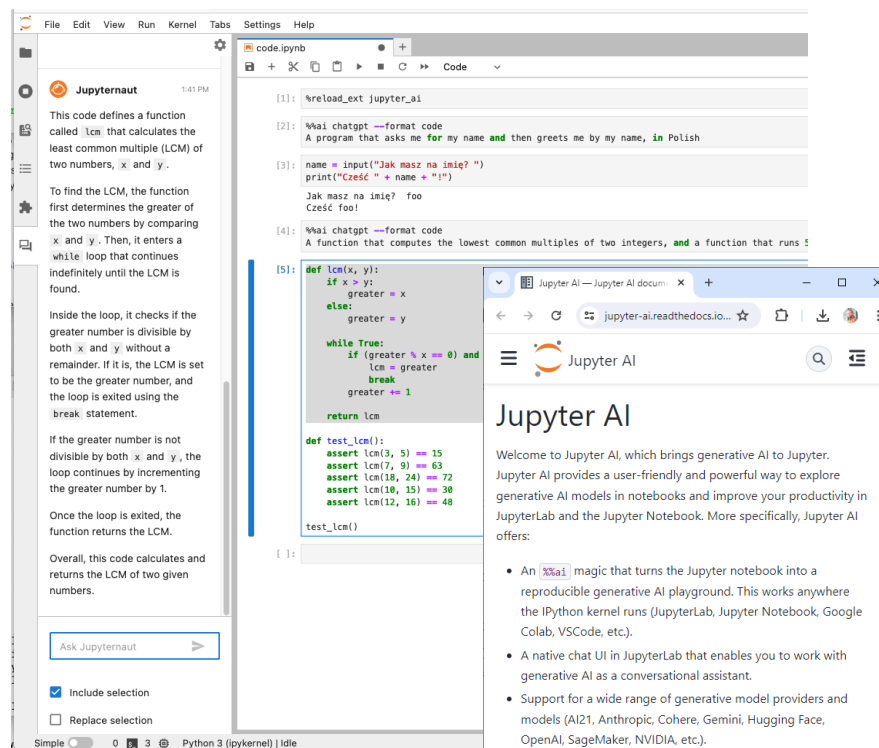 File Edit View Run Kernel Tabs Settings Help
Jupyternaut 1:41 PM
This code defines a function
called lcm that calculates the
least common multiple (LCM) of
two numbers, x and y .
To find the LCM, the function
first determines the greater of
the two numbers by comparing
x and y . Then, it enters a
while loop that continues
indefinitely until the LCM is
found.
Inside the loop, it checks if the
greater number is divisible by
both x and y without a
remainder. If it is, the LCM is set
to be the greater number, and
the loop is exited using the
break statement.
If the greater number is not
divisible by both x and y , the
loop continues by incrementing
the greater number by 1.
Once the loop is exited, the
function returns the LCM.
Overall, this code calculates and
returns the LCM of two given
numbers.
Ask Jupyternaut
Include selection
Replace selection
code.ipynb
Code
[1]: %reload_ext jupyter_ai
[2]: %%ai chatgpt --format code
A program that asks me for my name and then greets me by my name, in Polish
[3]: name = input("Jak masz na imię? ")
print("Cześć " + name + "!")
Jak masz na imię? foo
Cześć foo!
[4]: %%ai chatgpt --format code
A function that computes the lowest common multiples of two integers, and a function that runs 5
[5]: def lcm(x, y):
if x > y:
greater = x
else:
greater = y
while True:
if (greater % x == 0) and
lcm = greater
break
greater += 1
return lcm
def test_lcm():
assert lcm(3, 5) == 15
assert lcm(7, 9) == 63
assert lcm(18, 24) == 72
assert lcm(10, 15) == 30
assert lcm(12, 16) == 48
test_lcm()
[ ]:
Jupyter AI — Jupyter AI docum
jupyter-ai.readthedocs.io...
Jupyter AI
Jupyter AI
Welcome to Jupyter AI, which brings generative AI to Jupyter.
Jupyter AI provides a user-friendly and powerful way to explore
generative AI models in notebooks and improve your productivity in
JupyterLab and the Jupyter Notebook. More specifically, Jupyter AI
offers:
• An %%ai magic that turns the Jupyter notebook into a
reproducible generative AI playground. This works anywhere
the IPython kernel runs (JupyterLab, Jupyter Notebook, Google
Colab, VSCode, etc.).
• A native chat UI in JupyterLab that enables you to work with
generative AI as a conversational assistant.
• Support for a wide range of generative model providers and
models (AI21, Anthropic, Cohere, Gemini, Hugging Face,
OpenAI, SageMaker, NVIDIA, etc.).
Simple 0 3 Python 3 (ipykernel) | Idle